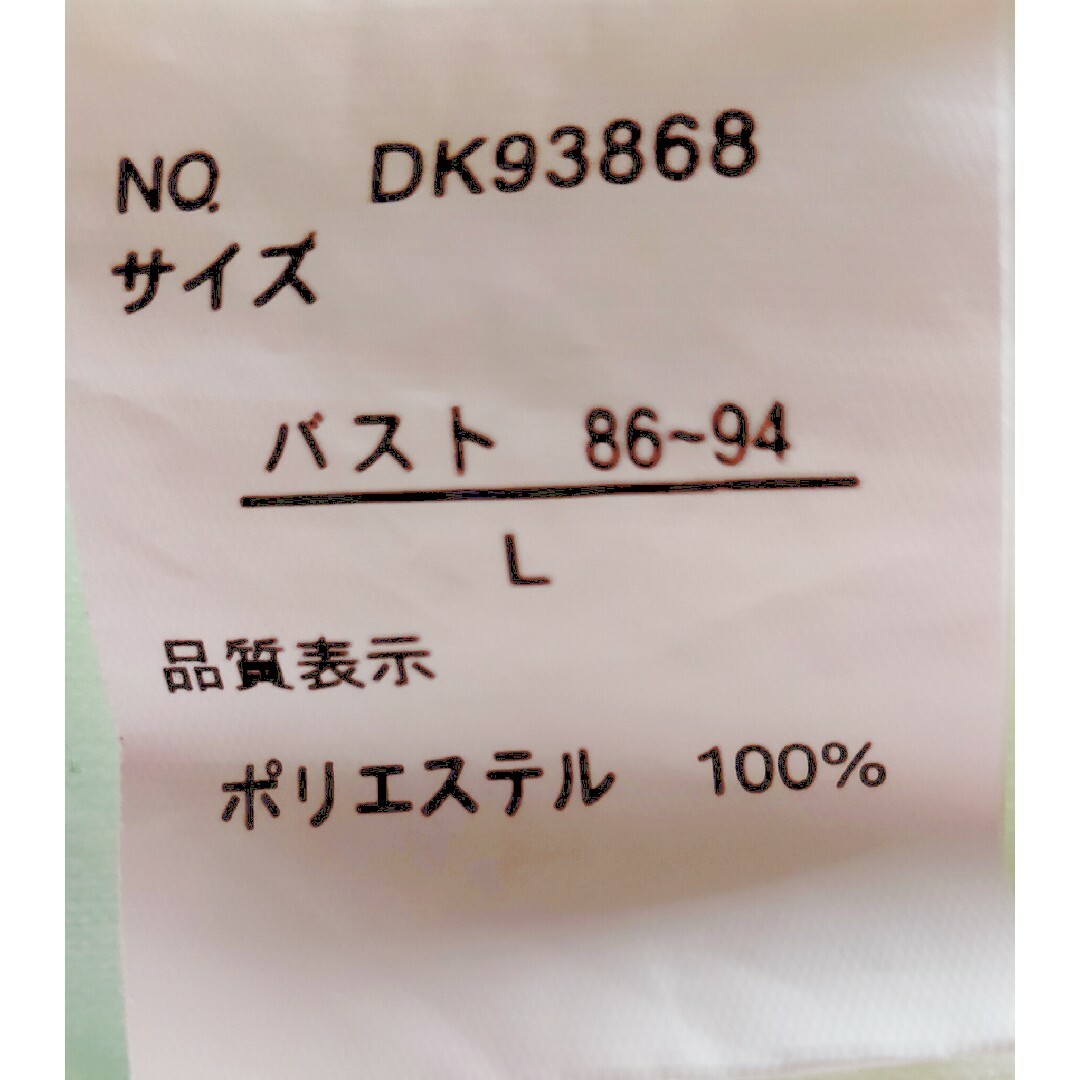 NO. DK93868
サイズ
バスト 86~94
L
品質表示
ポリエステル 100%